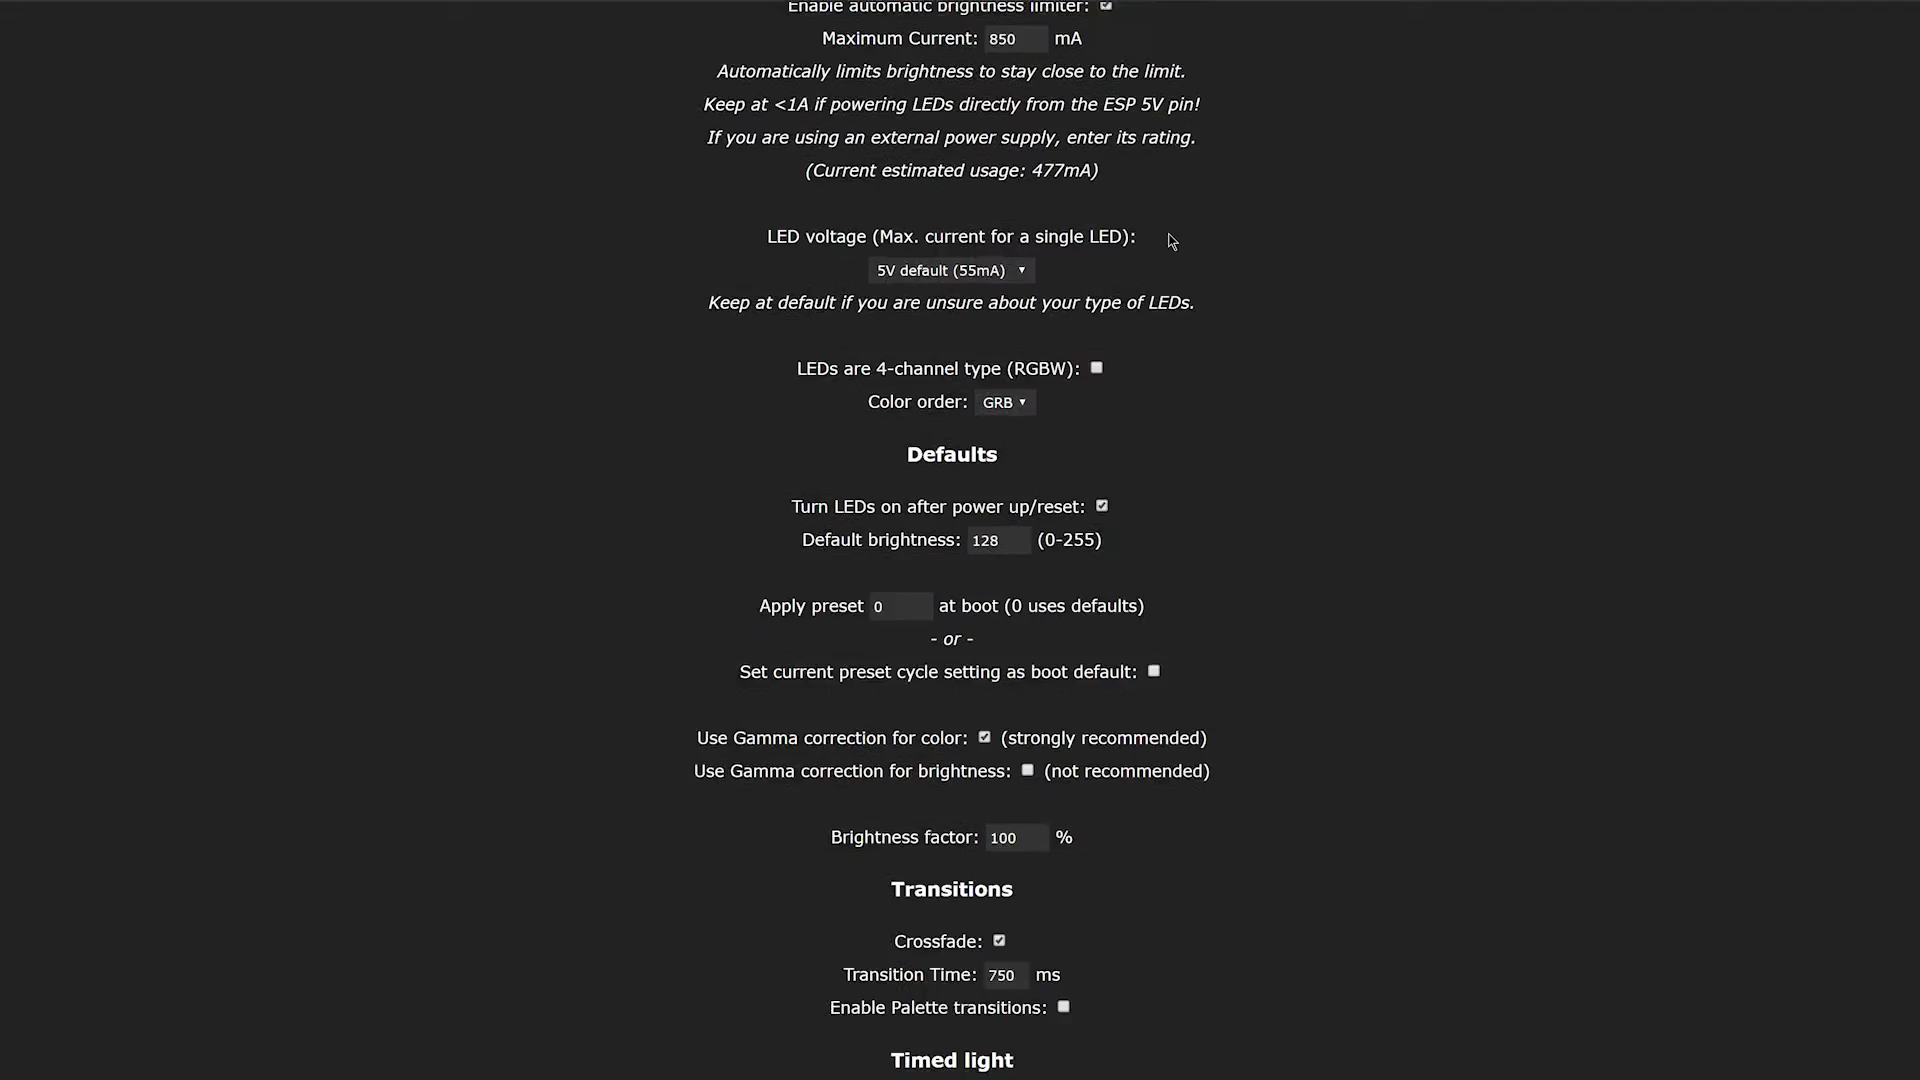 Enable automatic brightness limiter:
Maximum Current: 850 mA
Automatically limits brightness to stay close to the limit.
Keep at <1A if powering LEDs directly from the ESP 5V pin!
If you are using an external power supply, enter its rating.
(Current estimated usage: 477mA)
LED voltage (Max. current for a single LED):
5V default (55mA)
Keep at default if you are unsure about your type of LEDs.
LEDs are 4-channel type (RGBW):
Color order: GRB
Defaults
Turn LEDs on after power up/reset:
Default brightness: 128 (0-255)
Apply preset 0 at boot (0 uses defaults)
- or -
Set current preset cycle setting as boot default:
Use Gamma correction for color: (strongly recommended)
Use Gamma correction for brightness: (not recommended)
Brightness factor: 100 %
Transitions
Crossfade:
Transition Time: 750 ms
Enable Palette transitions:
Timed light